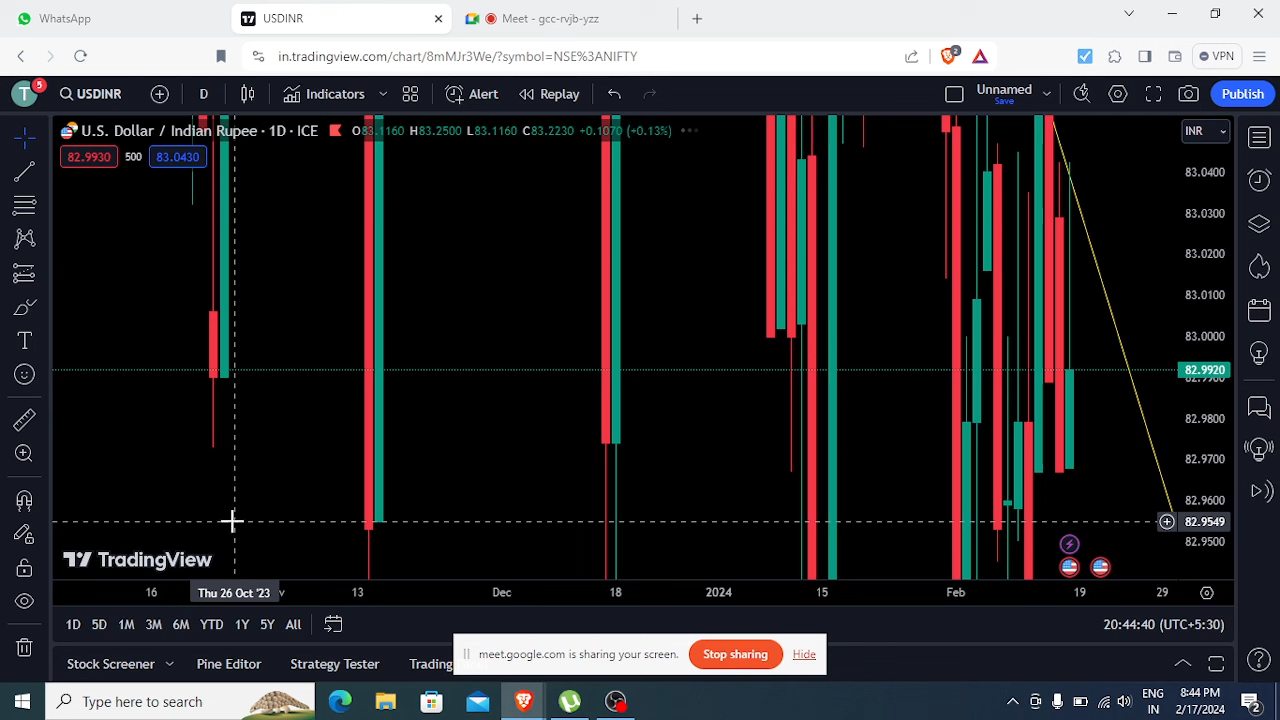 WhatsApp
USDINR
Meet - gcc-rvjb-yzz
in.tradingview.com/chart/8mMJr3We/?symbol=NSE%3ANIFTY
2
VPN
T
5
USDINR
D
Indicators
Alert
Replay
Unnamed
Save
Publish
U.S. Dollar / Indian Rupee · 1D · ICE
O83.1160 H83.2500 L83.1160 C83.2230 +0.1070 (+0.13%)
INR
82.9930
500
83.0430
83.0400
83.0300
83.0200
83.0100
83.0000
82.9920
82.9800
82.9700
82.9600
82.9549
82.9500
TradingView
16
Thu 26 Oct '23
13
Dec
18
2024
15
Feb
19
29
1D
5D
1M
3M
6M
YTD
1Y
5Y
All
20:44:40 (UTC+5:30)
meet.google.com is sharing your screen.
Stop sharing
Hide
Stock Screener
Pine Editor
Strategy Tester
Trading
Type here to search
ENG
IN
8:44 PM
2/17/2024
2